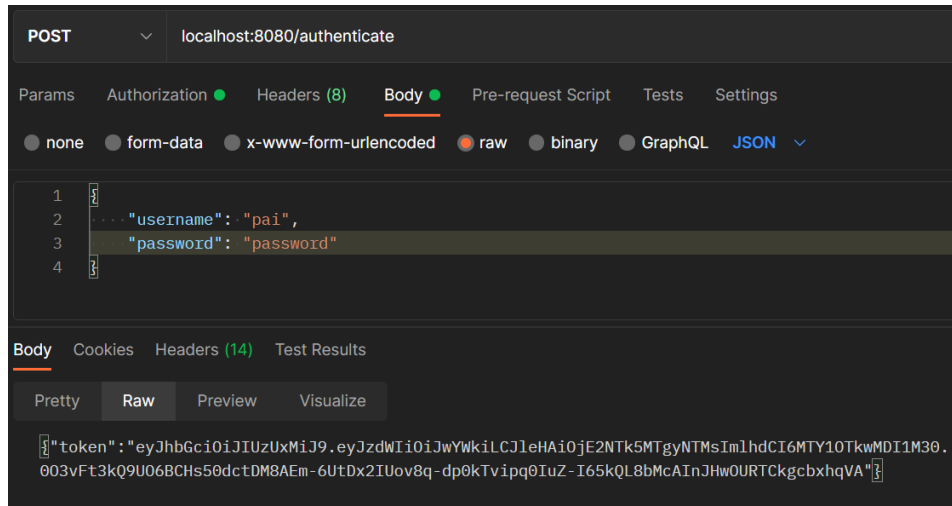 POST localhost:8080/authenticate
Params Authorization Headers (8) Body Pre-request Script Tests Settings
none form-data x-www-form-urlencoded raw binary GraphQL JSON
1 {
2 ····"username":·"pai",
3 ····"password":·"password"
4 }
Body Cookies Headers (14) Test Results
Pretty Raw Preview Visualize
{"token":"eyJhbGciOiJIUzUxMiJ9.eyJzdWIiOiJwYWkiLCJleHAiOjE2NTk5MTgyNTMsImlhdCI6MTY1OTkwMDI1M30.
0O3vFt3kQ9UO6BCHs50dctDM8AEm-6UtDx2IUov8q-dp0kTvipq0IuZ-I65kQL8bMcAInJHwOURTCkgcbxhqVA"}